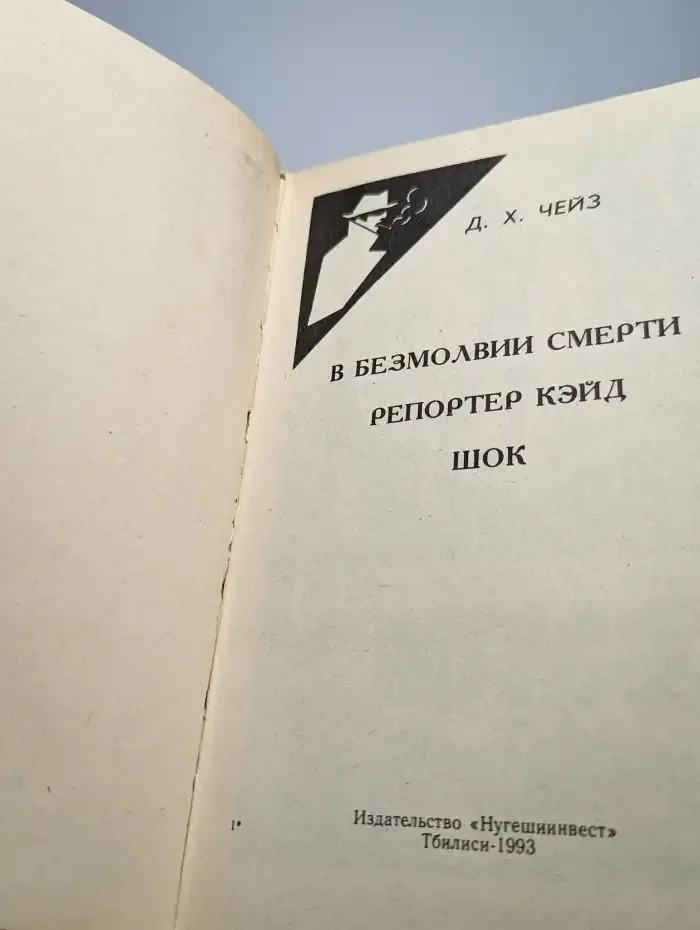 Д. Х. ЧЕЙЗ
В БЕЗМОЛВИИ СМЕРТИ
РЕПОРТЕР КЭЙД
ШОК
1*
Издательство «Нугешиинвест»
Тбилиси-1993